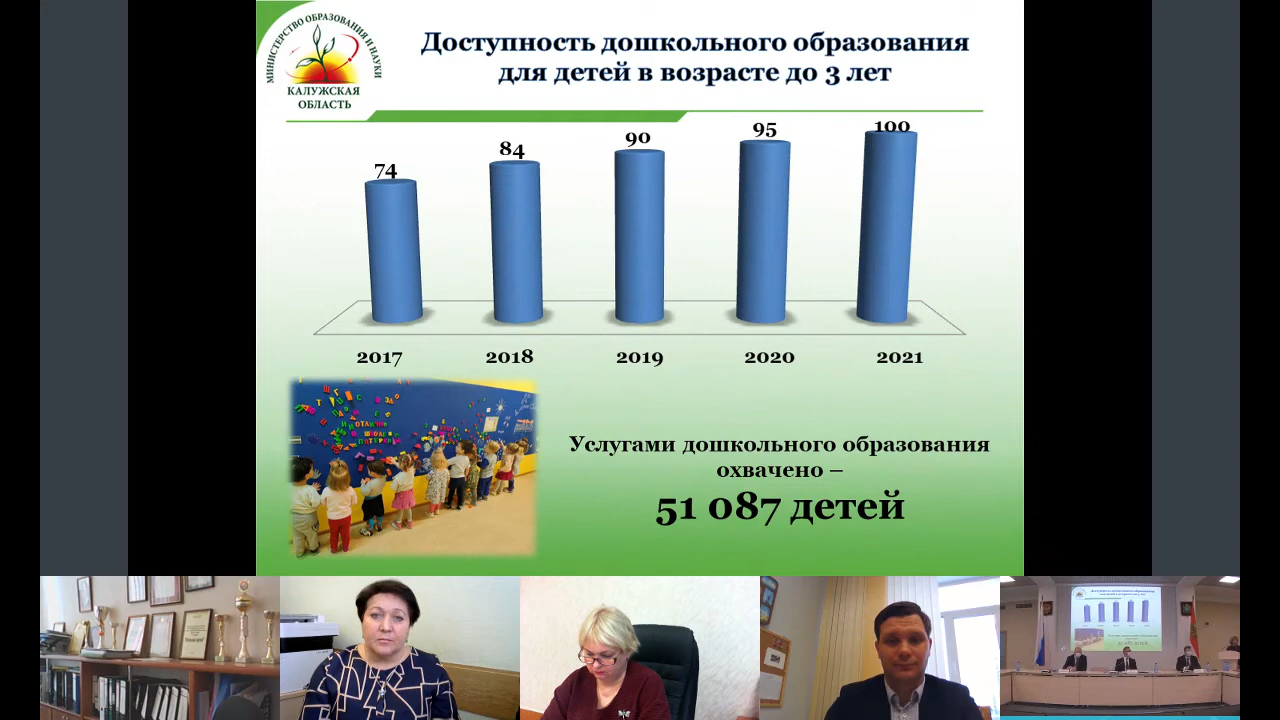 МИНИСТЕРСТВО ОБРАЗОВАНИЯ И НАУКИ
КАЛУЖСКАЯ
ОБЛАСТЬ
Доступность дошкольного образования
для детей в возрасте до 3 лет
74
84
90
95
100
2017
2018
2019
2020
2021
Услугами дошкольного образования
охвачено –
51 087 детей